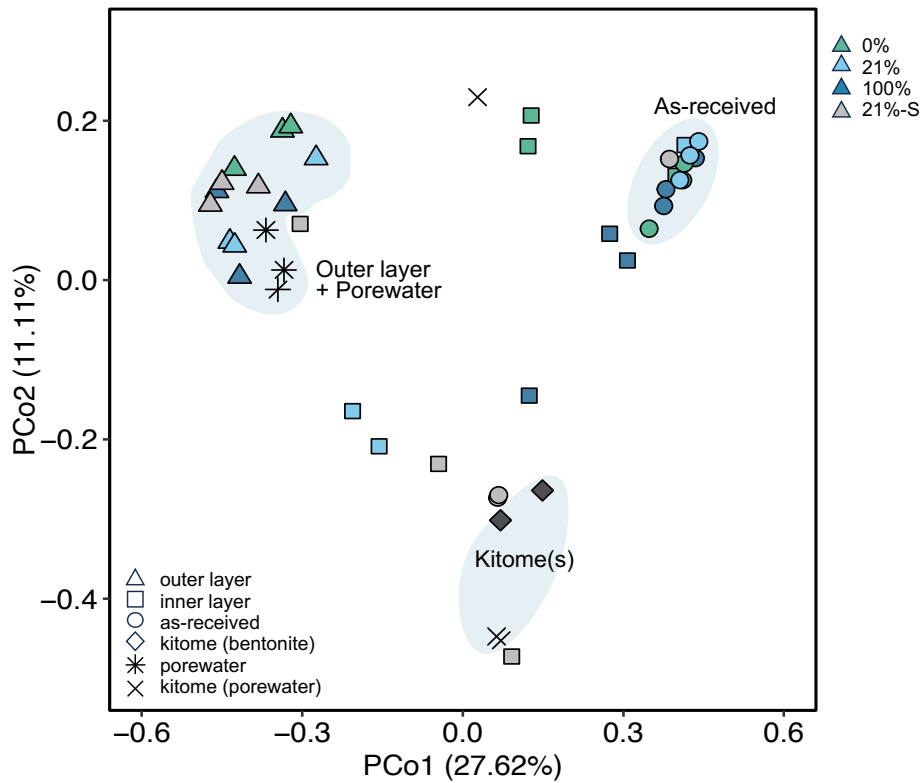 0%
21%
100%
21%-S
As-received
Outer layer
+ Porewater
Kitome(s)
outer layer
inner layer
as-received
kitome (bentonite)
porewater
kitome (porewater)
0.2
0.0
−0.2
−0.4
PCo2 (11.11%)
−0.6
−0.3
0.0
0.3
0.6
PCo1 (27.62%)